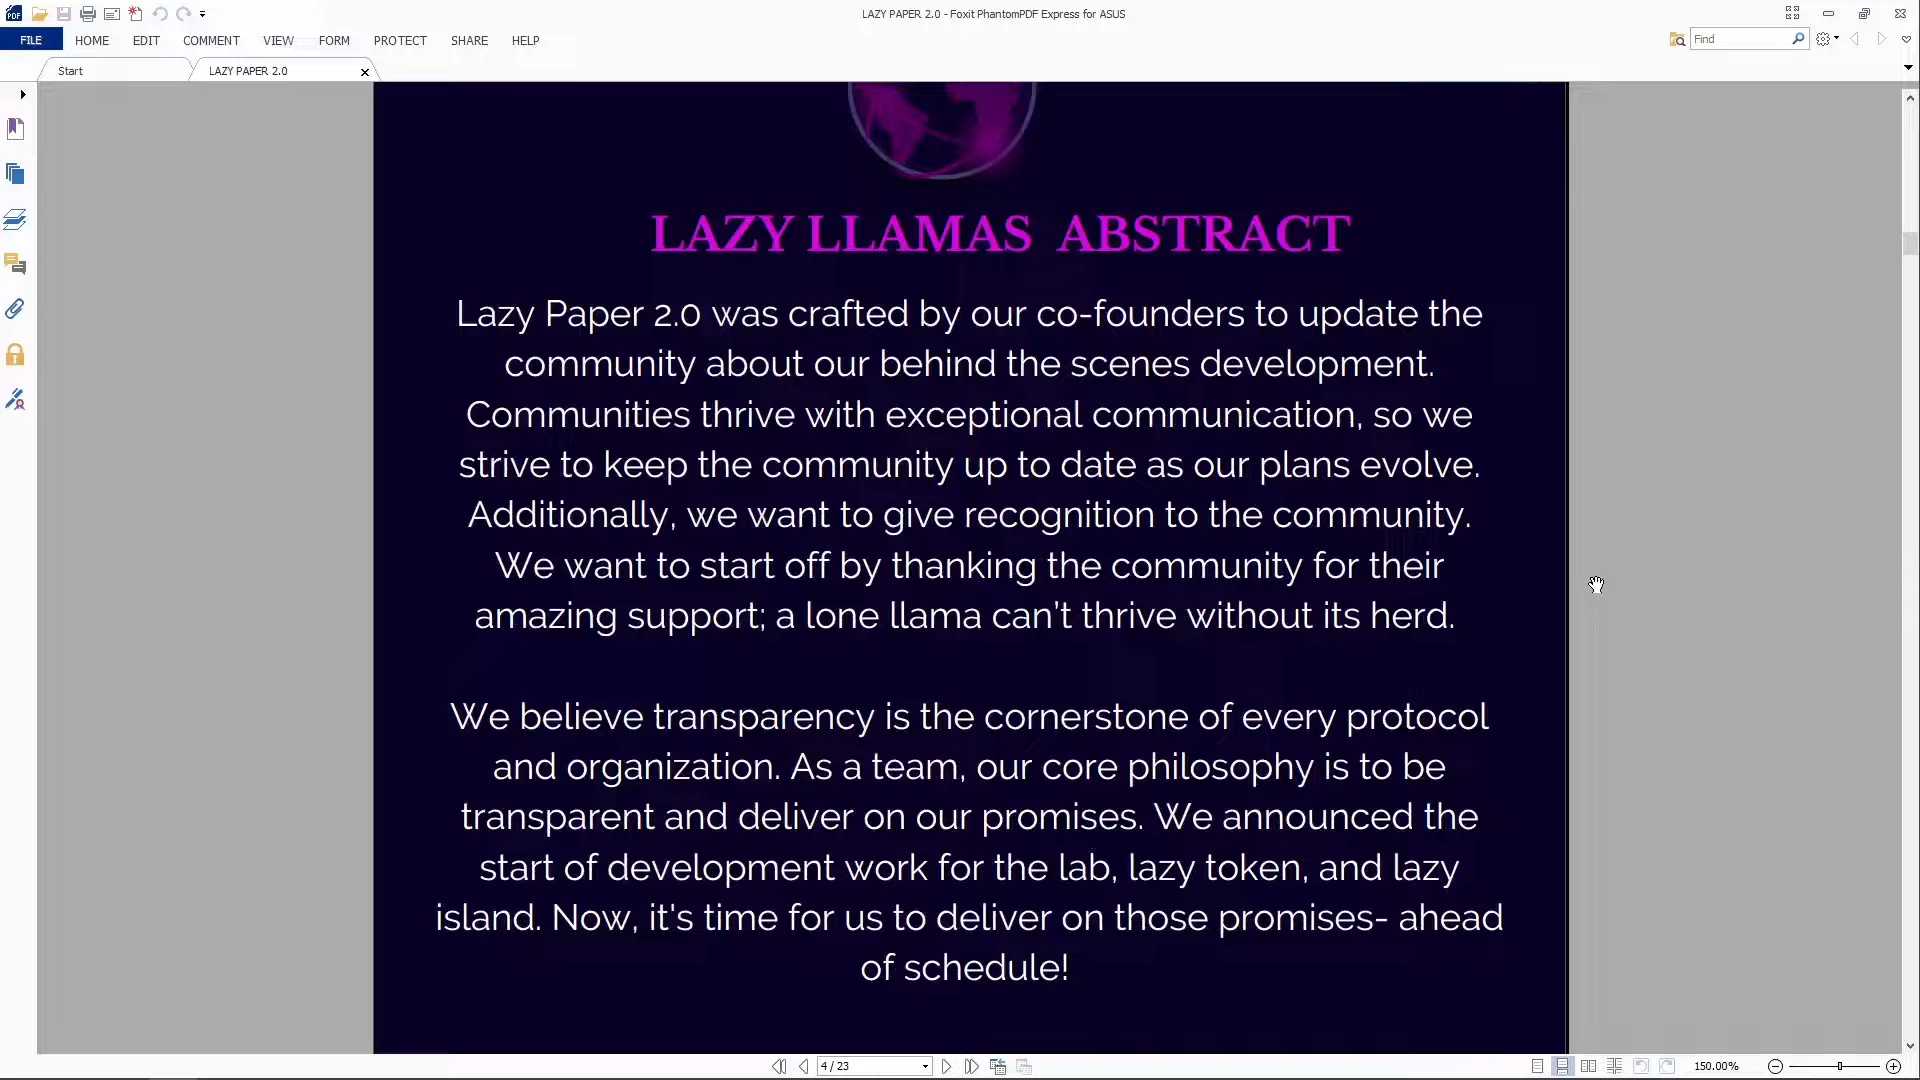 LAZY PAPER 2.0 - Foxit PhantomPDF Express for ASUS
FILE HOME EDIT COMMENT VIEW FORM PROTECT SHARE HELP
Find
Start
LAZY PAPER 2.0
LAZY LLAMAS ABSTRACT
Lazy Paper 2.0 was crafted by our co-founders to update the
community about our behind the scenes development.
Communities thrive with exceptional communication, so we
strive to keep the community up to date as our plans evolve.
Additionally, we want to give recognition to the community.
We want to start off by thanking the community for their
amazing support; a lone llama can't thrive without its herd.
We believe transparency is the cornerstone of every protocol
and organization. As a team, our core philosophy is to be
transparent and deliver on our promises. We announced the
start of development work for the lab, lazy token, and lazy
island. Now, it's time for us to deliver on those promises- ahead
of schedule!
4 / 23
150.00%